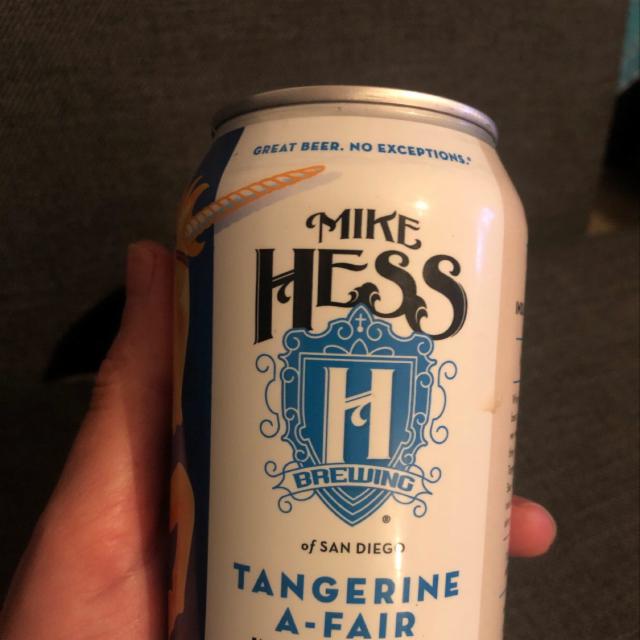 GREAT BEER. NO EXCEPTIONS.*
MIKE
HESS
H
BREWING
®
of SAN DIEGO
TANGERINE
A-FAIR